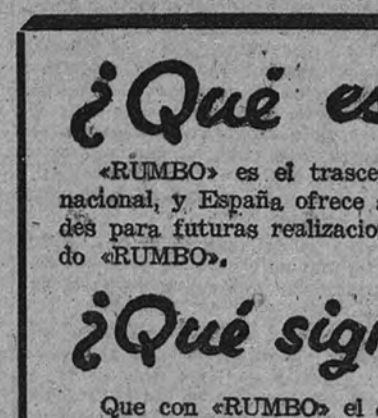 ¿Qué es
«RUMBO» es el trasce
nacional, y España ofrece
des para futuras realizacio
do «RUMBO».
¿Qué sig
Que con «RUMBO» el